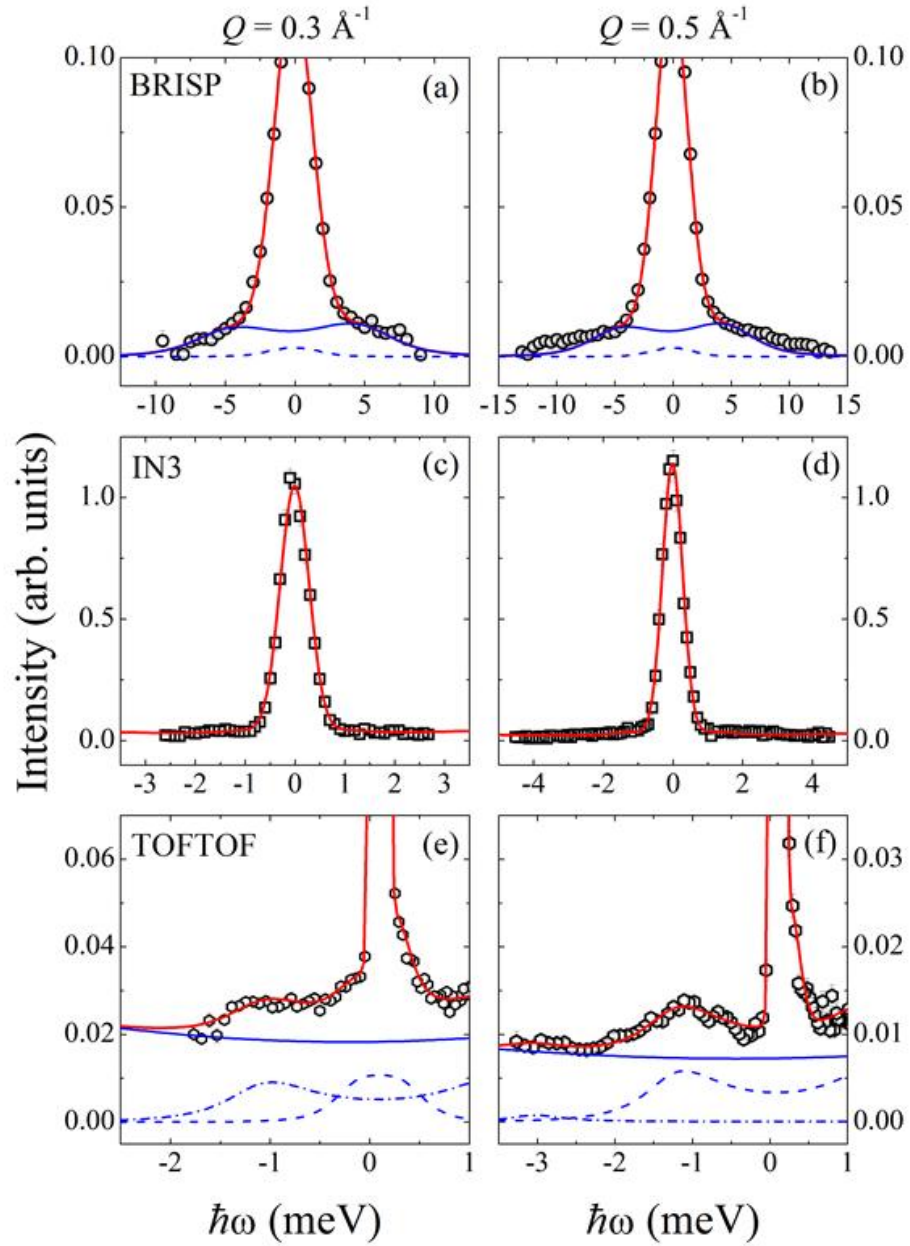 Q = 0.3 Å⁻¹ Q = 0.5 Å⁻¹
0.10 BRISP (a) (b) 0.10
0.05 0.05
0.00 0.00
-10 -5 0 5 10 -15 -10 -5 0 5 10 15
IN3 (c) (d)
1.0 1.0
0.5 0.5
0.0 0.0
-3 -2 -1 0 1 2 3 -4 -2 0 2 4
TOFTOF (e) (f)
0.06 0.03
0.04 0.02
0.02 0.01
0.00 0.00
-2 -1 0 1 -3 -2 -1 0 1
ħω (meV) ħω (meV)
Intensity (arb. units)